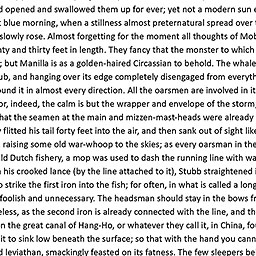 d opened and swallowed them up for ever; yet not a modern sun e
t blue morning, when a stillness almost preternatural spread over t
slowly rose. Almost forgetting for the moment all thoughts of Mob
nty and thirty feet in length. They fancy that the monster to which
; but Manilla is as a golden-haired Circassian to behold. The whale
ub, and hanging over its edge completely disengaged from everyth
ound it in almost every direction. All the oarsmen are involved in it
or, indeed, the calm is but the wrapper and envelope of the storm;
hat the seamen at the main and mizzen-mast-heads were already
y flitted his tail forty feet into the air, and then sank out of sight like
raising some old war-whoop to the skies; as every oarsman in the
ld Dutch fishery, a mop was used to dash the running line with wa
his crooked lance (by the line attached to it), Stubb straightened i
o strike the first iron into the fish; for often, in what is called a long
foolish and unnecessary. The headsman should stay in the bows fr
eless, as the second iron is already connected with the line, and th
n the great canal of Hang-Ho, or whatever they call it, in China, fou
it to sink low beneath the surface; so that with the hand you cann
d leviathan, smackingly feasted on its fatness. The few sleepers be